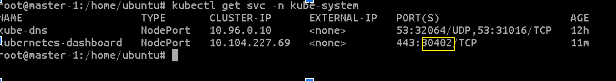 root@master-1:/home/ubuntu# kubectl get svc -n kube-system
NAME TYPE CLUSTER-IP EXTERNAL-IP PORT(S) AGE
kube-dns NodePort 10.96.0.10 <none> 53:32064/UDP,53:31016/TCP 12h
kubernetes-dashboard NodePort 10.104.227.69 <none> 443:30402/TCP 11m
root@master-1:/home/ubuntu#